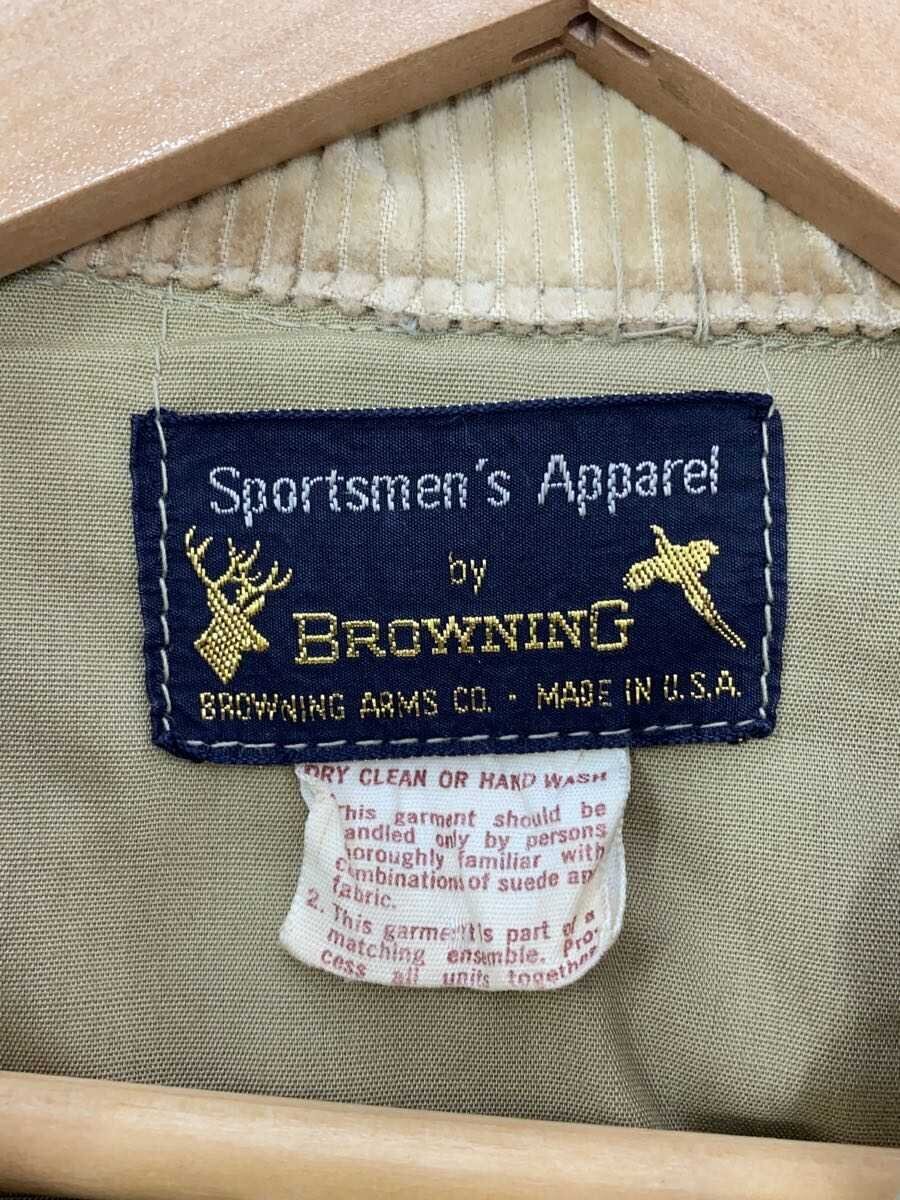 Sportsmen's Apparel
by
BROWNING
BROWNING ARMS CO. · MADE IN U.S.A.
DRY CLEAN OR HAND WASH
This garment should be
handled only by persons
thoroughly familiar with
combination of suede and
fabric.
2. This garment is part of a
matching ensemble. Pro-
cess all units together